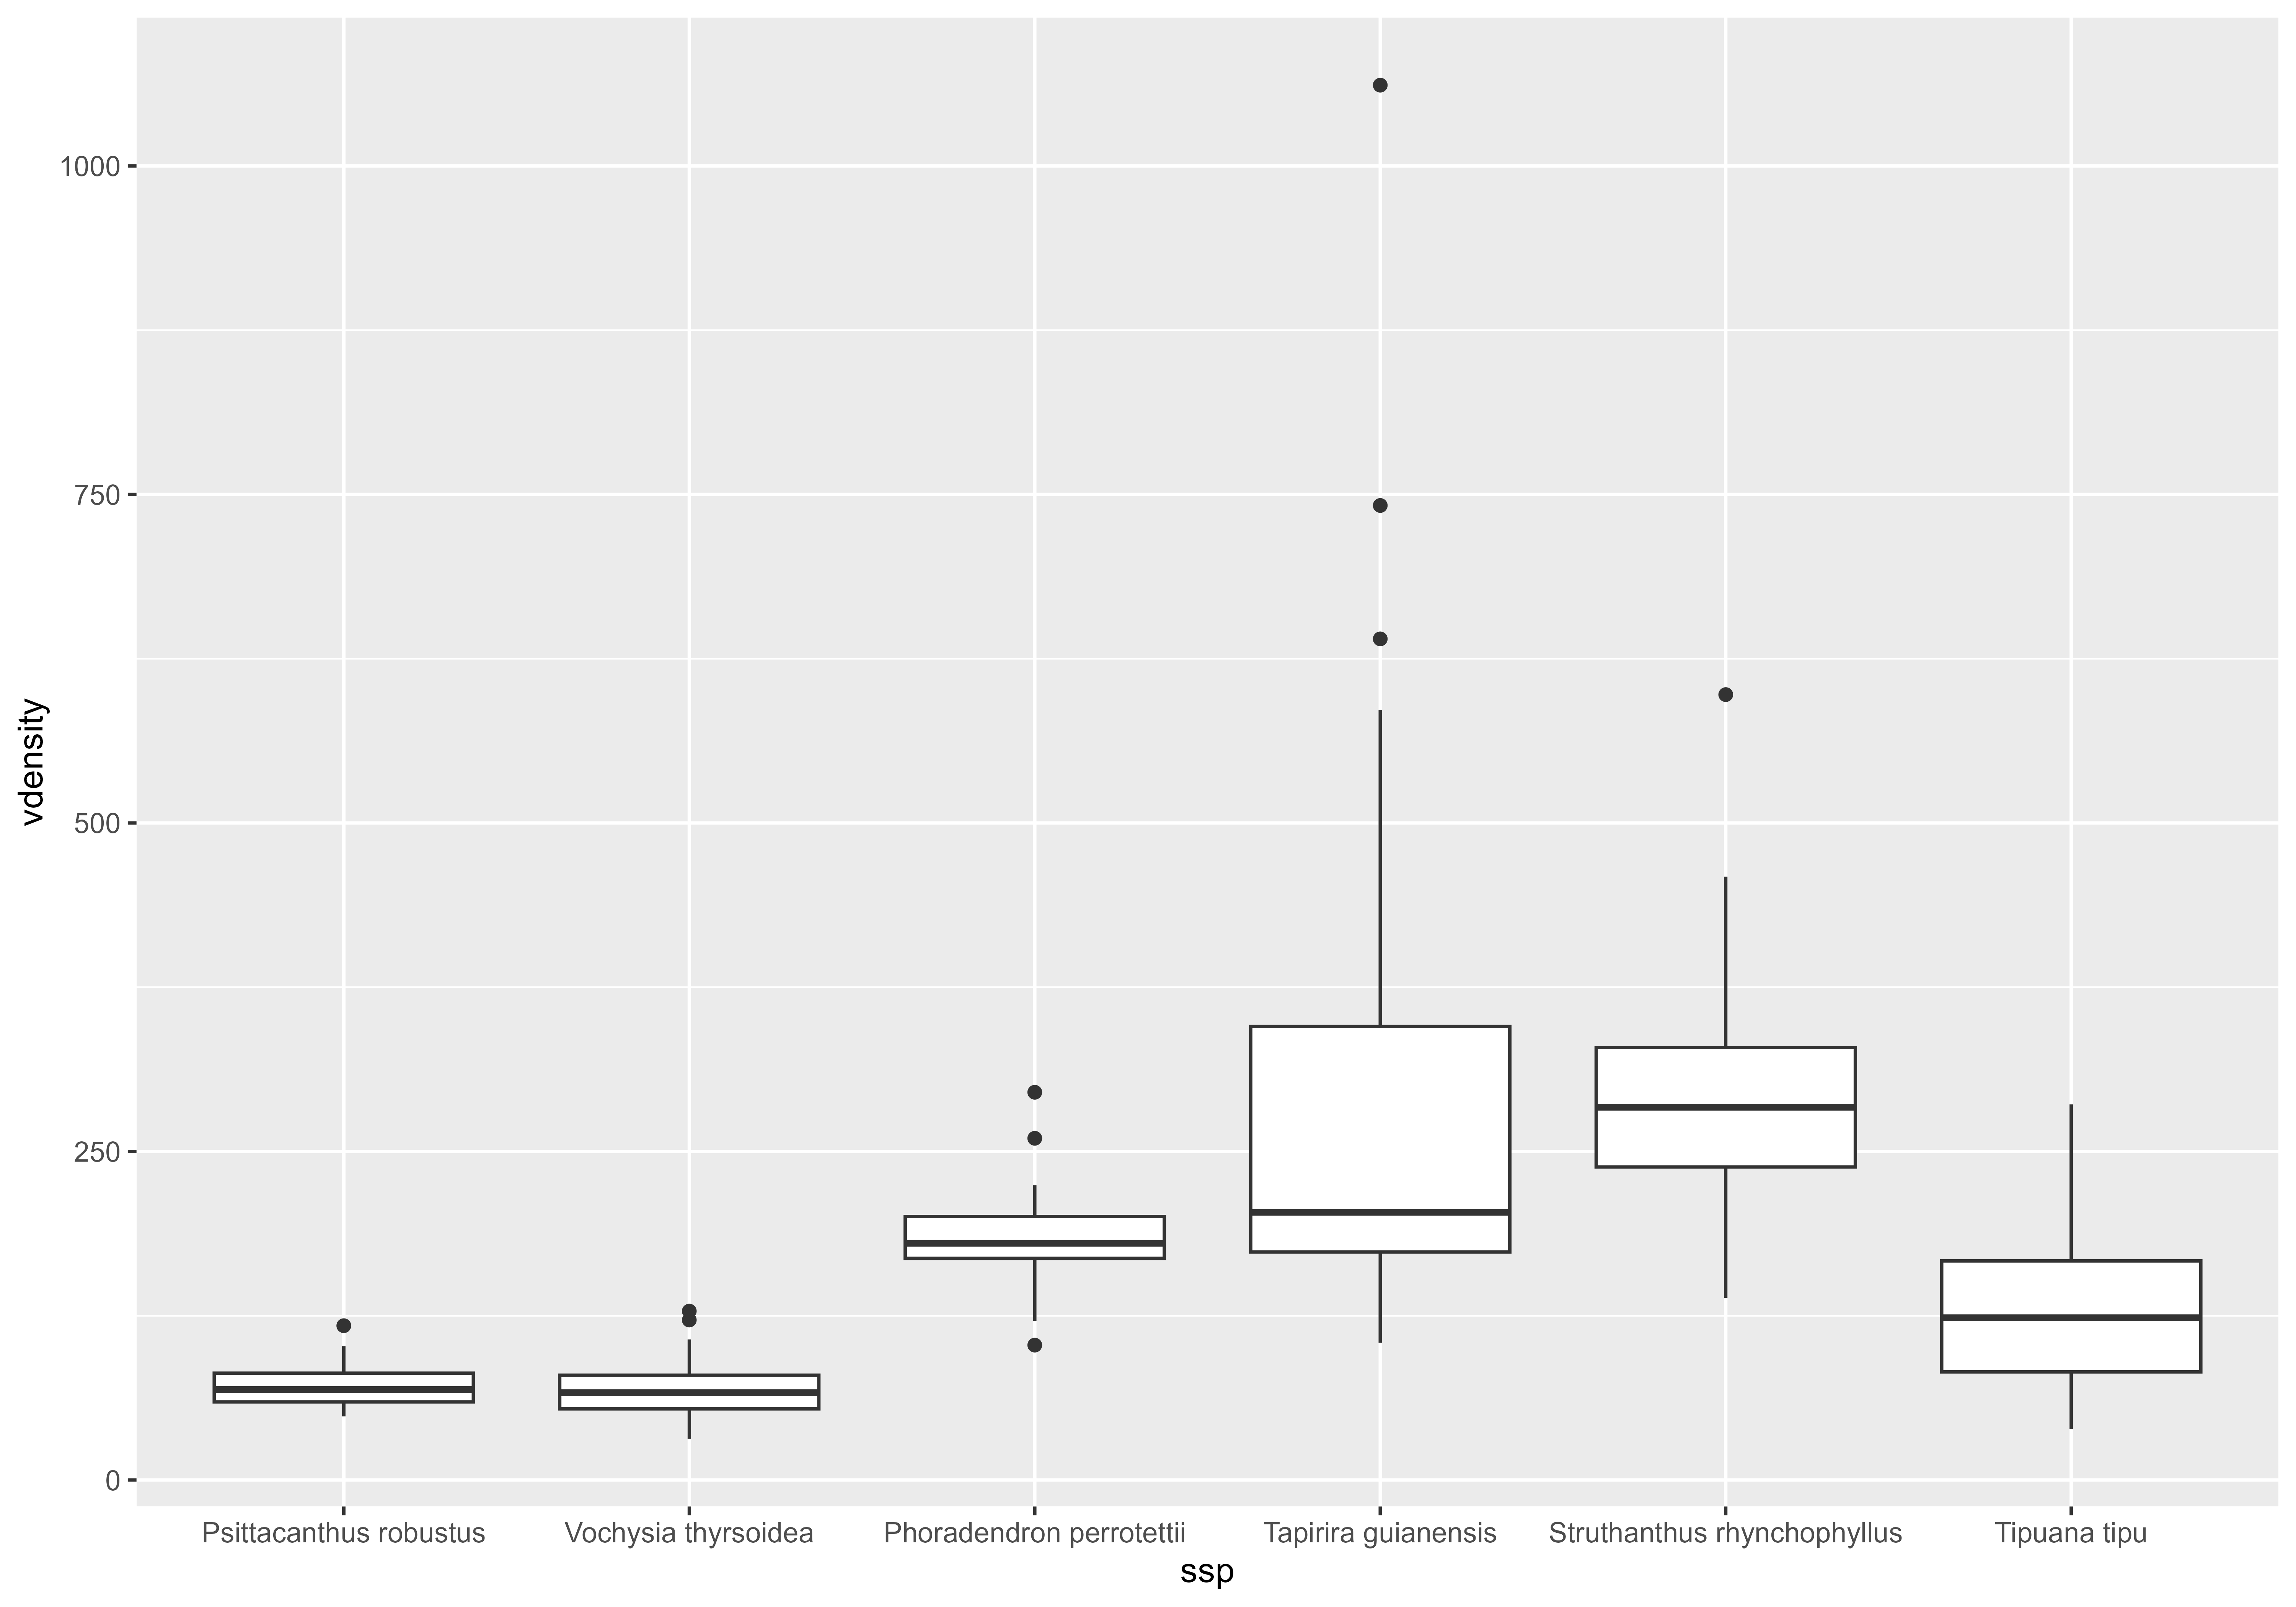 1000
750
500
250
0
vdensity
Psittacanthus robustus
Vochysia thyrsoidea
Phoradendron perrotettii
Tapirira guianensis
Struthanthus rhynchophyllus
Tipuana tipu
ssp